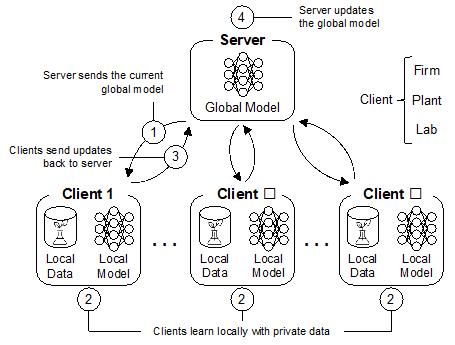 4
Server updates
the global model
Server
Global Model
Server sends the current
global model
1
Clients send updates
back to server
3
Client
Firm
Plant
Lab
Client 1
Local
Data
Local
Model
...
Client □
Local
Data
Local
Model
...
Client □
Local
Data
Local
Model
2
2
2
Clients learn locally with private data